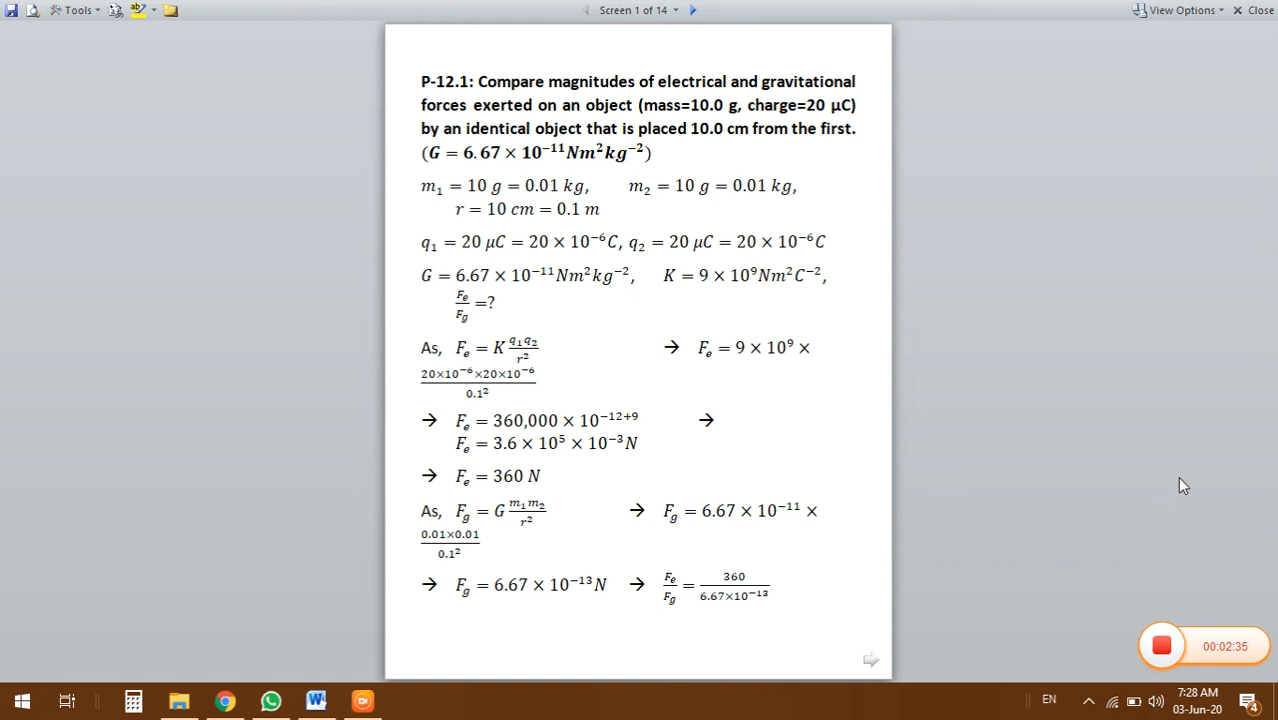 Tools
Screen 1 of 14
View Options
Close
P-12.1: Compare magnitudes of electrical and gravitational
forces exerted on an object (mass=10.0 g, charge=20 μC)
by an identical object that is placed 10.0 cm from the first.
(G = 6.67 × 10⁻¹¹Nm²kg⁻²)
m₁ = 10 g = 0.01 kg, m₂ = 10 g = 0.01 kg,
r = 10 cm = 0.1 m
q₁ = 20 μC = 20 × 10⁻⁶C, q₂ = 20 μC = 20 × 10⁻⁶C
G = 6.67 × 10⁻¹¹Nm²kg⁻², K = 9 × 10⁹Nm²C⁻²,
Fₑ/F_g =?
As, Fₑ = K q₁q₂/r² → Fₑ = 9 × 10⁹ ×
20×10⁻⁶×20×10⁻⁶/0.1²
→ Fₑ = 360,000 × 10⁻¹²⁺⁹ →
Fₑ = 3.6 × 10⁵ × 10⁻³N
→ Fₑ = 360 N
As, F_g = G m₁m₂/r² → F_g = 6.67 × 10⁻¹¹ ×
0.01×0.01/0.1²
→ F_g = 6.67 × 10⁻¹³N → Fₑ/F_g = 360/6.67×10⁻¹³
00:02:35
EN
7:28 AM
03-Jun-20
4